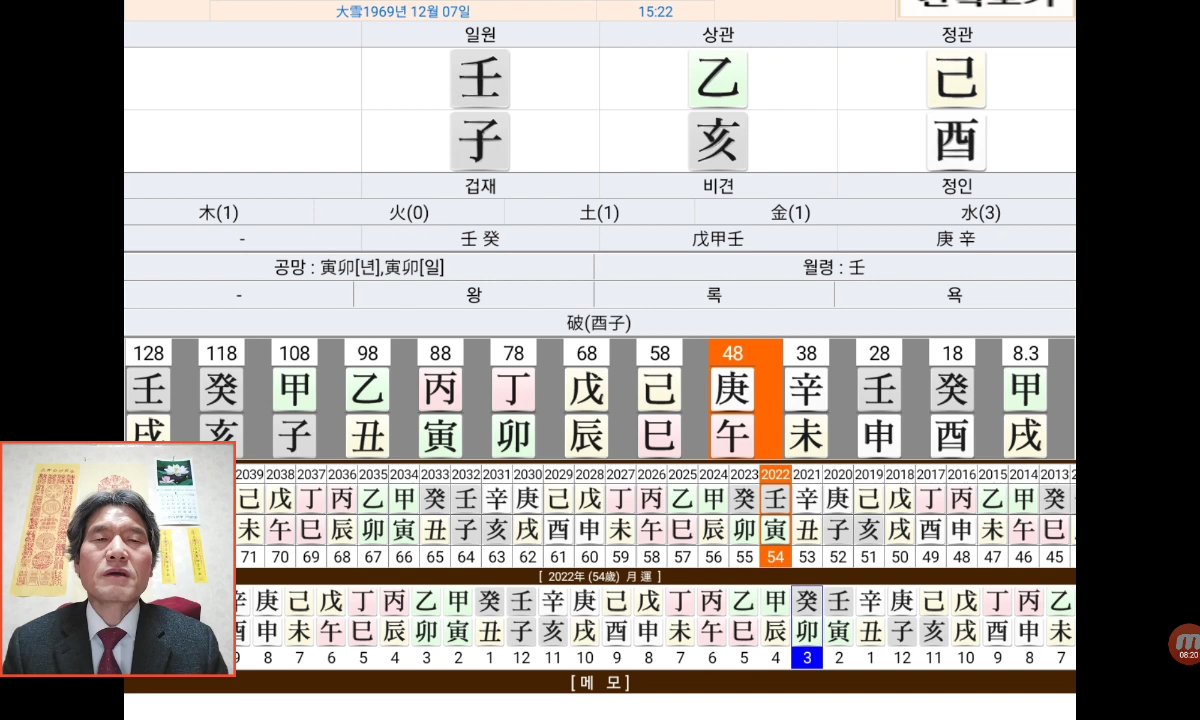 大雪1969년 12월 07일 15:22
일원 상관 정관
壬 乙 己
子 亥 酉
겁재 비견 정인
木(1) 火(0) 土(1) 金(1) 水(3)
- 壬 癸 戊甲壬 庚 辛
공망 : 寅卯[년],寅卯[일] 월령 : 壬
- 왕 록 욕
破(酉子)
128 118 108 98 88 78 68 58 48 38 28 18 8.3
壬 癸 甲 乙 丙 丁 戊 己 庚 辛 壬 癸 甲
戌 亥 子 丑 寅 卯 辰 巳 午 未 申 酉 戌
2039 2038 2037 2036 2035 2034 2033 2032 2031 2030 2029 2028 2027 2026 2025 2024 2023 2022 2021 2020 2019 2018 2017 2016 2015 2014 2013
己 戊 丁 丙 乙 甲 癸 壬 辛 庚 己 戊 丁 丙 乙 甲 癸 壬 辛 庚 己 戊 丁 丙 乙 甲 癸
未 午 巳 辰 卯 寅 丑 子 亥 戌 酉 申 未 午 巳 辰 卯 寅 丑 子 亥 戌 酉 申 未 午 巳
71 70 69 68 67 66 65 64 63 62 61 60 59 58 57 56 55 54 53 52 51 50 49 48 47 46 45
[ 2022年 (54歲) 月 運 ]
辛 庚 己 戊 丁 丙 乙 甲 癸 壬 辛 庚 己 戊 丁 丙 乙 甲 癸 壬 辛 庚 己 戊 丁 丙 乙
酉 申 未 午 巳 辰 卯 寅 丑 子 亥 戌 酉 申 未 午 巳 辰 卯 寅 丑 子 亥 戌 酉 申 未
9 8 7 6 5 4 3 2 1 12 11 10 9 8 7 6 5 4 3 2 1 12 11 10 9 8 7
[ 메 모 ]
08:20